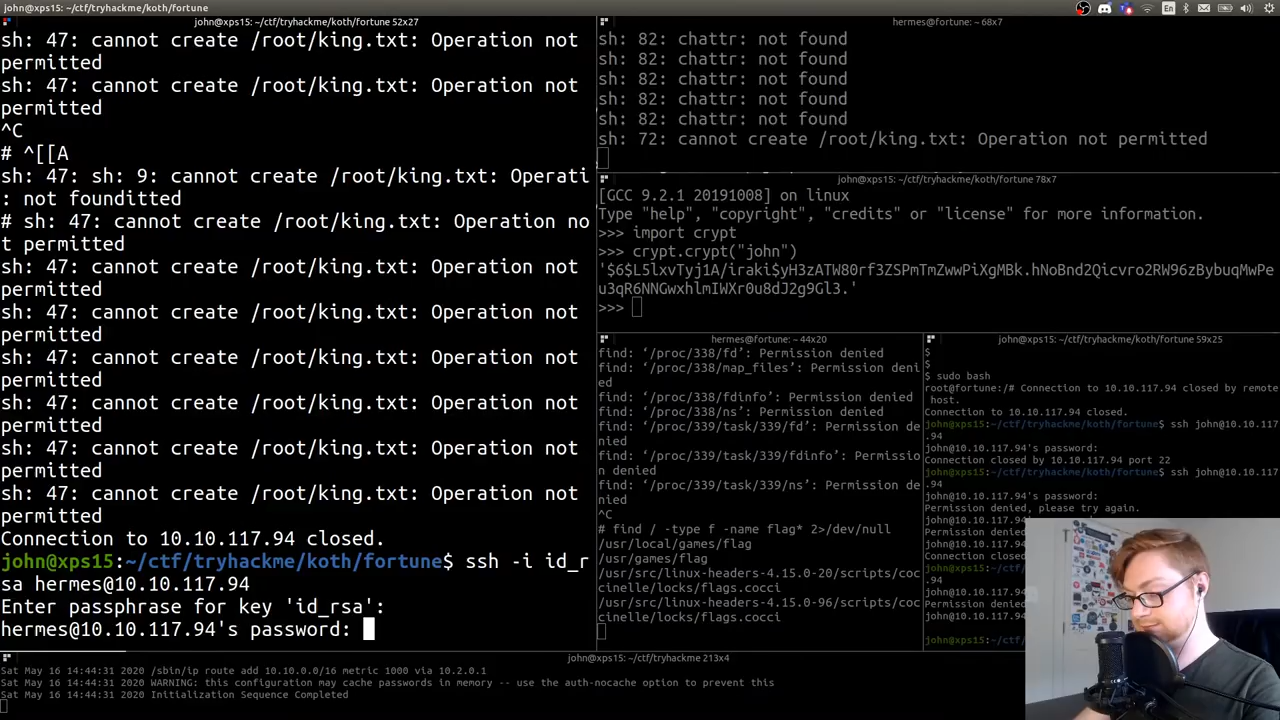 john@xps15: ~/ctf/tryhackme/koth/fortune
En
john@xps15: ~/ctf/tryhackme/koth/fortune 52x27
sh: 47: cannot create /root/king.txt: Operation not
permitted
sh: 47: cannot create /root/king.txt: Operation not
permitted
^C
# ^[[A
sh: 47: sh: 9: cannot create /root/king.txt: Operati
: not founditted
# sh: 47: cannot create /root/king.txt: Operation no
t permitted
sh: 47: cannot create /root/king.txt: Operation not
permitted
sh: 47: cannot create /root/king.txt: Operation not
permitted
sh: 47: cannot create /root/king.txt: Operation not
permitted
sh: 47: cannot create /root/king.txt: Operation not
permitted
sh: 47: cannot create /root/king.txt: Operation not
permitted
sh: 47: cannot create /root/king.txt: Operation not
permitted
Connection to 10.10.117.94 closed.
john@xps15:~/ctf/tryhackme/koth/fortune$ ssh -i id_r
sa hermes@10.10.117.94
Enter passphrase for key 'id_rsa':
hermes@10.10.117.94's password:
hermes@fortune: ~ 68x7
sh: 82: chattr: not found
sh: 82: chattr: not found
sh: 82: chattr: not found
sh: 82: chattr: not found
sh: 82: chattr: not found
sh: 72: cannot create /root/king.txt: Operation not permitted
john@xps15: ~/ctf/tryhackme/koth/fortune 78x7
[GCC 9.2.1 20191008] on linux
Type "help", "copyright", "credits" or "license" for more information.
>>> import crypt
>>> crypt.crypt("john")
'$6$L5lxvTyj1A/iraki$yH3zATW80rf3ZSPmTmZwwPiXgMBk.hNoBnd2Qicvro2RW96zBybuqMwPe
u3qR6NNGwxhlmIWXr0u8dJ2g9Gl3.'
>>>
hermes@fortune: ~ 44x20
find: ‘/proc/338/fd’: Permission denied
find: ‘/proc/338/map_files’: Permission deni
ed
find: ‘/proc/338/fdinfo’: Permission denied
find: ‘/proc/338/ns’: Permission denied
find: ‘/proc/339/task/339/fd’: Permission de
nied
find: ‘/proc/339/task/339/fdinfo’: Permissio
n denied
find: ‘/proc/339/task/339/ns’: Permission de
nied
^C
# find / -type f -name flag* 2>/dev/null
/usr/local/games/flag
/usr/games/flag
/usr/src/linux-headers-4.15.0-20/scripts/coc
cinelle/locks/flags.cocci
/usr/src/linux-headers-4.15.0-96/scripts/coc
cinelle/locks/flags.cocci
john@xps15: ~/ctf/tryhackme/koth/fortune 59x25
$
$
$ sudo bash
root@fortune:/# Connection to 10.10.117.94 closed by remote
host.
Connection to 10.10.117.94 closed.
john@xps15:~/ctf/tryhackme/koth/fortune$ ssh john@10.10.117
.94
john@10.10.117.94's password:
Connection closed by 10.10.117.94 port 22
john@xps15:~/ctf/tryhackme/koth/fortune$ ssh john@10.10.117
.94
john@10.10.117.94's password:
Permission denied, please try again.
john@10.10
Permission
john@xps15
.94
john@10.10
Permission
john@10.10
john@xps15: ~/ctf/tryhackme 213x4
Sat May 16 14:44:31 2020 /sbin/ip route add 10.10.0.0/16 metric 1000 via 10.2.0.1
Sat May 16 14:44:31 2020 WARNING: this configuration may cache passwords in memory -- use the auth-nocache option to prevent this
Sat May 16 14:44:31 2020 Initialization Sequence Completed